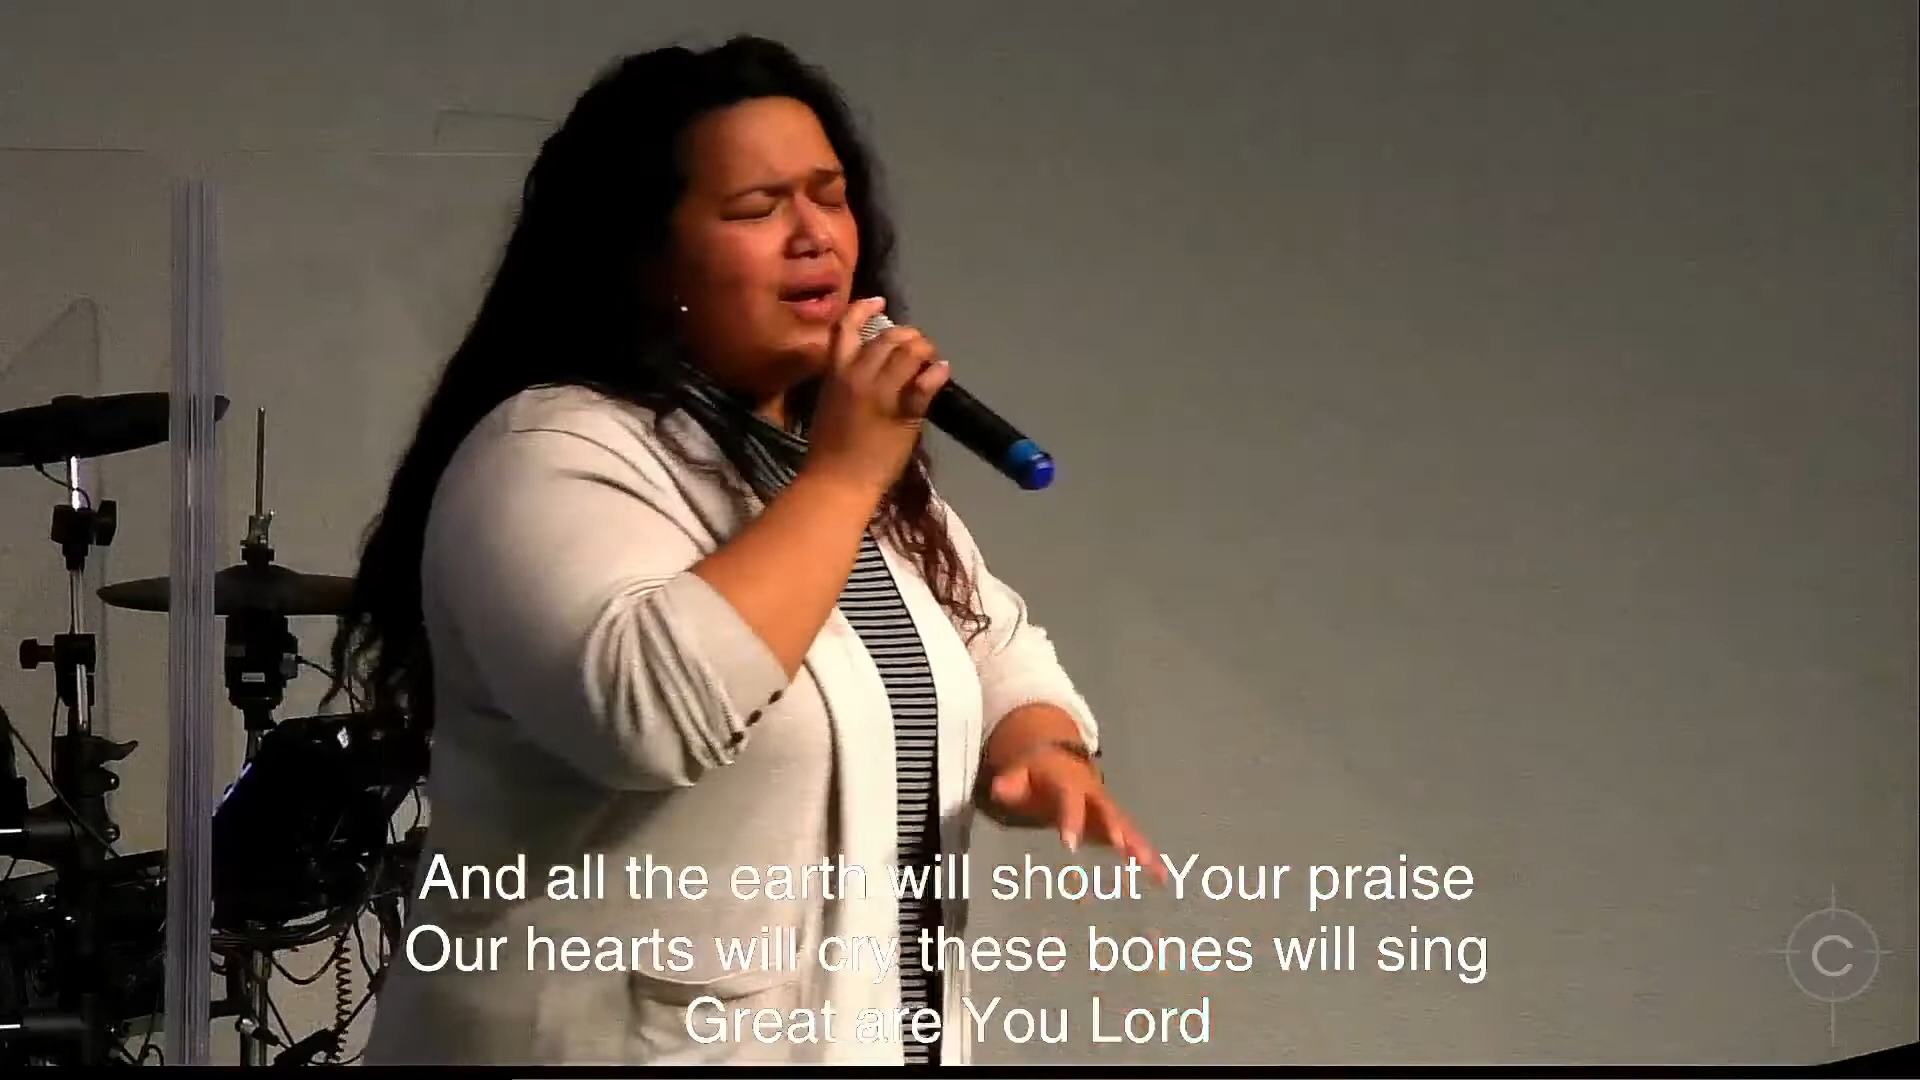 And all the earth will shout Your praise
Our hearts will cry these bones will sing
Great are You Lord
C